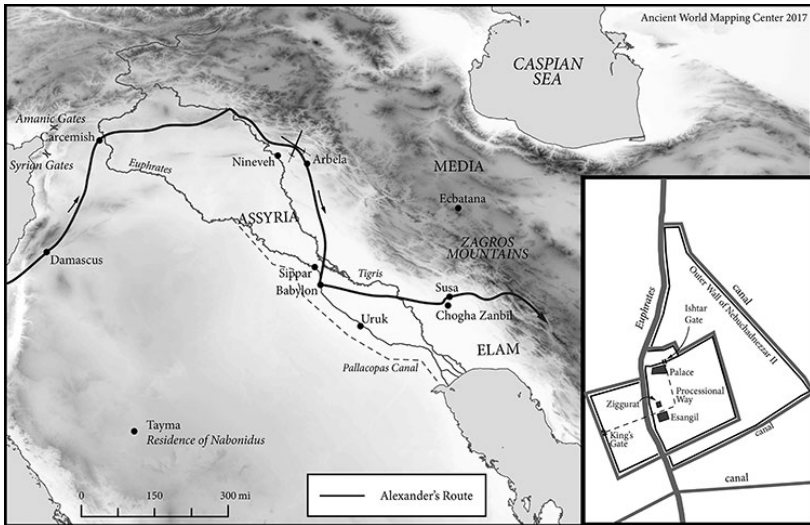 Ancient World Mapping Center 2017
CASPIAN
SEA
Amanic Gates
Carcemish
Syrian Gates
Euphrates
Nineveh
Arbela
MEDIA
Ecbatana
ASSYRIA
ZAGROS
MOUNTAINS
Damascus
Sippar
Tigris
Babylon
Susa
Chogha Zanbil
Uruk
ELAM
Pallacopas Canal
Tayma
Residence of Nabonidus
0 150 300 mi
Alexander's Route
Euphrates
canal
Outer Wall of Nebuchadnezzar II
Ishtar
Gate
Palace
Processional
Way
Ziggurat
Esangil
King's
Gate
canal
canal